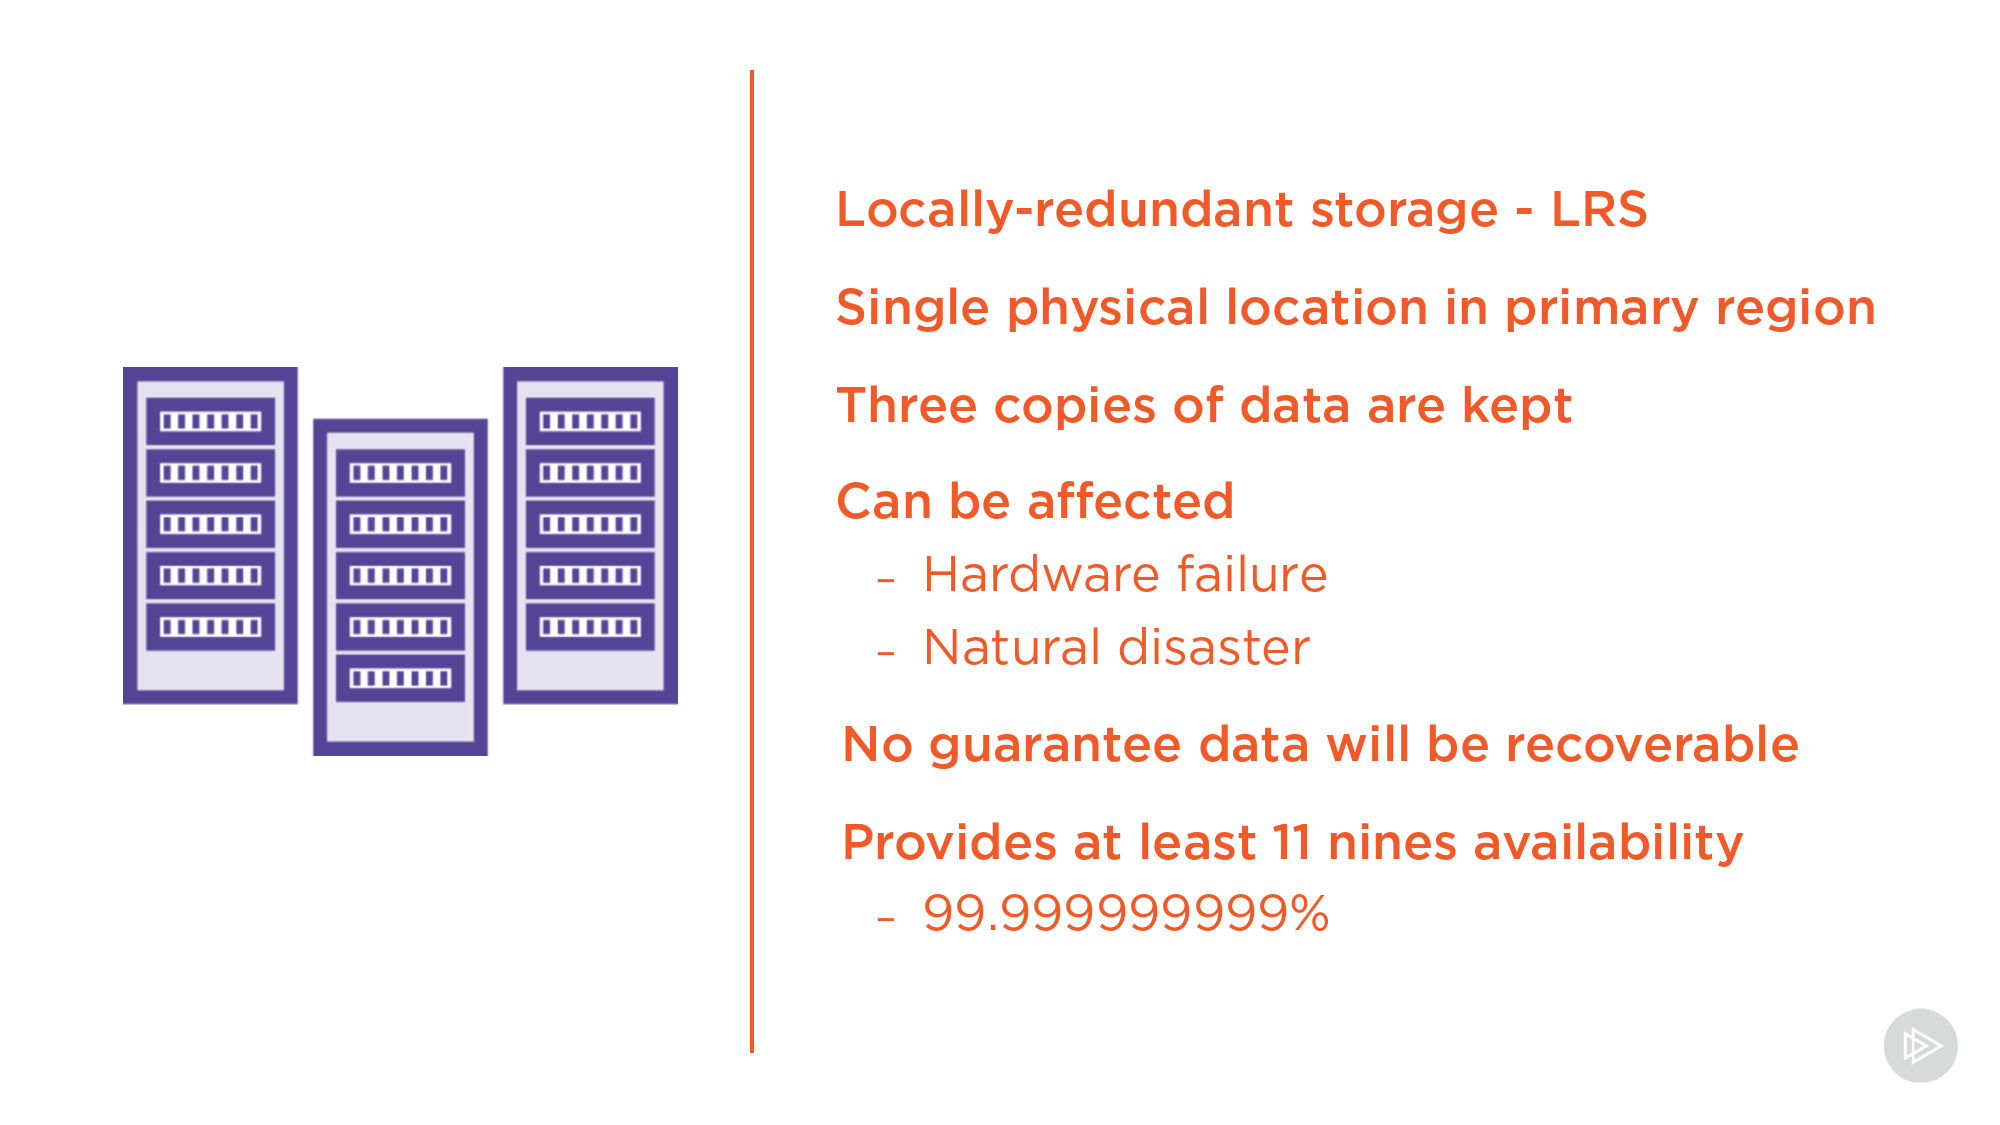 Locally-redundant storage - LRS
Single physical location in primary region
Three copies of data are kept
Can be affected
– Hardware failure
– Natural disaster
No guarantee data will be recoverable
Provides at least 11 nines availability
– 99.999999999%